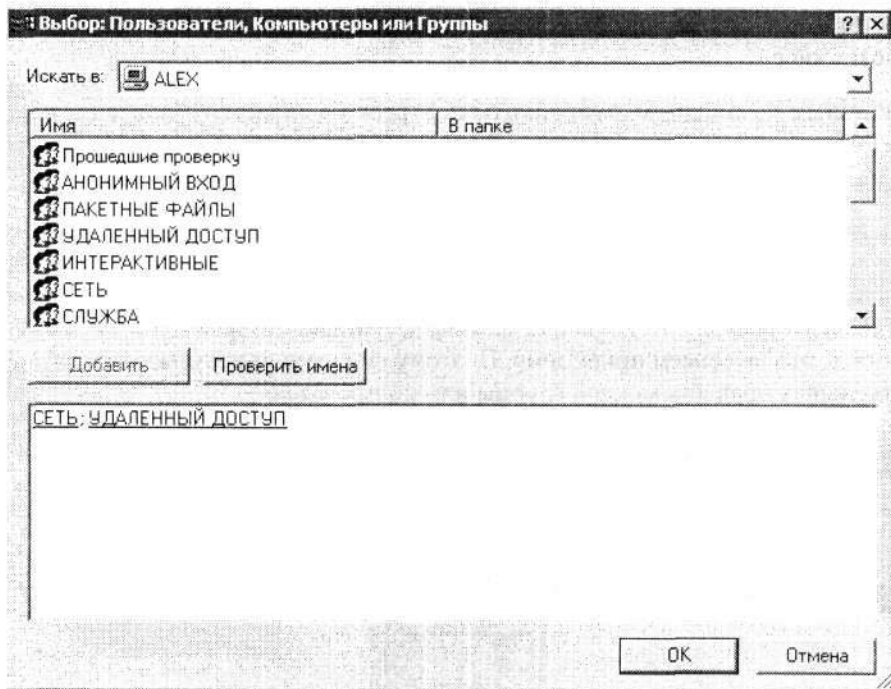 Выбор: Пользователи, Компьютеры или Группы
Искать в: ALEX
Имя В папке
Прошедшие проверку
АНОНИМНЫЙ ВХОД
ПАКЕТНЫЕ ФАЙЛЫ
УДАЛЕННЫЙ ДОСТУП
ИНТЕРАКТИВНЫЕ
СЕТЬ
СЛУЖБА
Добавить Проверить имена
СЕТЬ; УДАЛЕННЫЙ ДОСТУП
OK Отмена